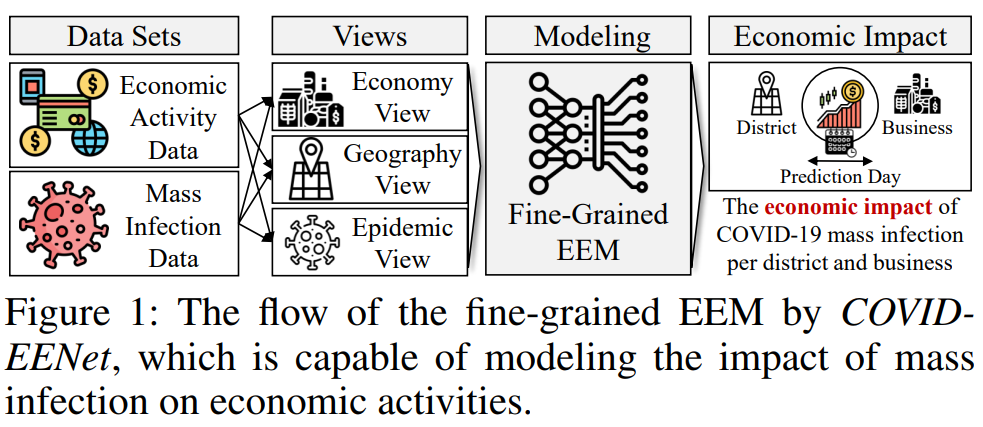 Data Sets
Views
Modeling
Economic Impact
Economic
Activity
Data
Mass
Infection
Data
Economy
View
Geography
View
Epidemic
View
Fine-Grained
EEM
District
Business
Prediction Day
The economic impact of
COVID-19 mass infection
per district and business
Figure 1: The flow of the fine-grained EEM by COVID-
EENet, which is capable of modeling the impact of mass
infection on economic activities.